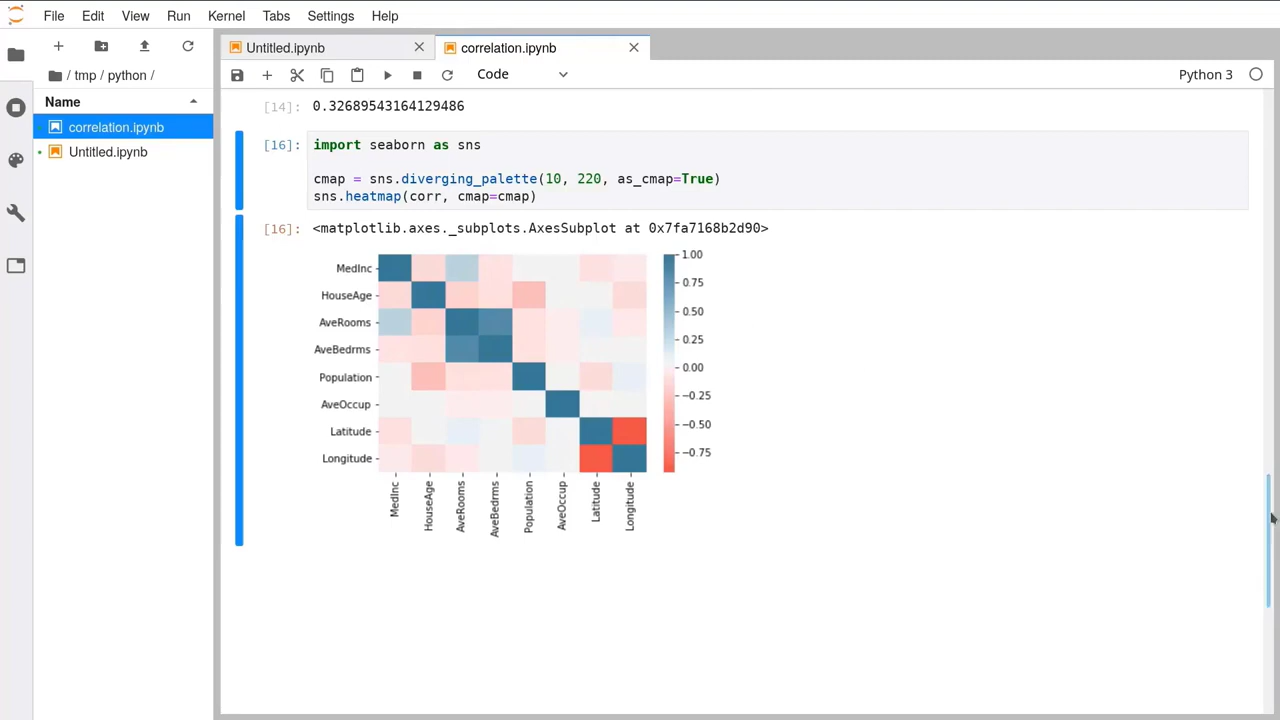 File Edit View Run Kernel Tabs Settings Help
Untitled.ipynb
correlation.ipynb
Code
Python 3
/ tmp / python /
Name
correlation.ipynb
Untitled.ipynb
[14]: 0.32689543164129486
[16]: import seaborn as sns
cmap = sns.diverging_palette(10, 220, as_cmap=True)
sns.heatmap(corr, cmap=cmap)
[16]: <matplotlib.axes._subplots.AxesSubplot at 0x7fa7168b2d90>
MedInc
HouseAge
AveRooms
AveBedrms
Population
AveOccup
Latitude
Longitude
MedInc
HouseAge
AveRooms
AveBedrms
Population
AveOccup
Latitude
Longitude
1.00
0.75
0.50
0.25
0.00
−0.25
−0.50
−0.75